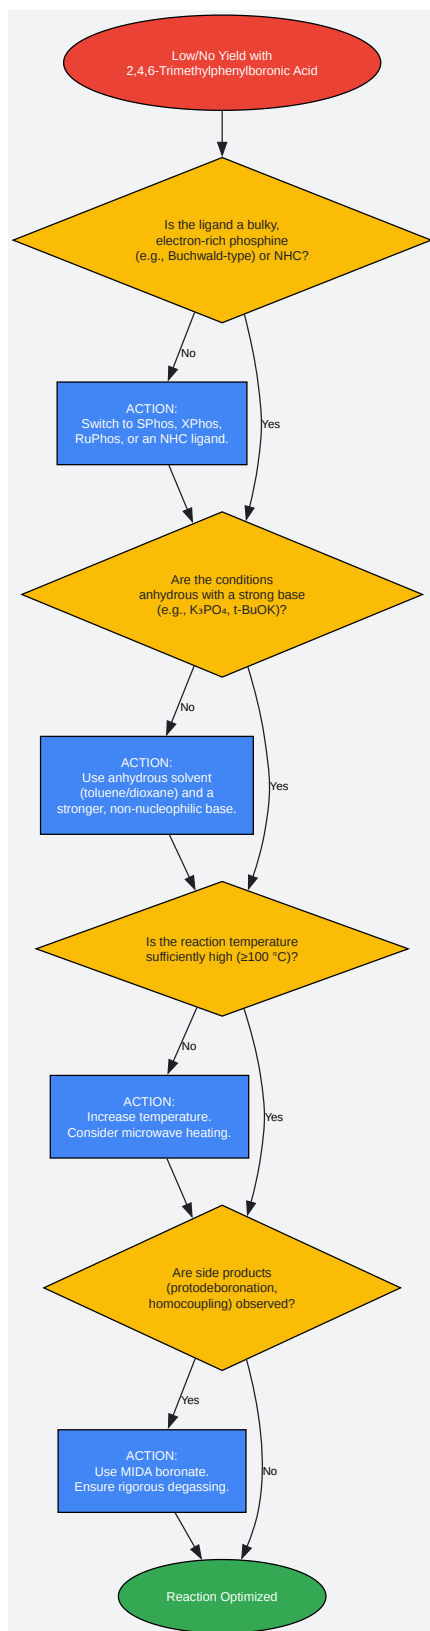 Low/No Yield with
2,4,6-Trimethylphenylboronic Acid
Is the ligand a bulky,
electron-rich phosphine
(e.g., Buchwald-type) or NHC?
No
Yes
ACTION:
Switch to SPhos, XPhos,
RuPhos, or an NHC ligand.
Are the conditions
anhydrous with a strong base
(e.g., K₃PO₄, t-BuOK)?
No
Yes
ACTION:
Use anhydrous solvent
(toluene/dioxane) and a
stronger, non-nucleophilic base.
Is the reaction temperature
sufficiently high (≥100 °C)?
No
Yes
ACTION:
Increase temperature.
Consider microwave heating.
Are side products
(protodeboronation,
homocoupling) observed?
Yes
No
ACTION:
Use MIDA boronate.
Ensure rigorous degassing.
Reaction Optimized